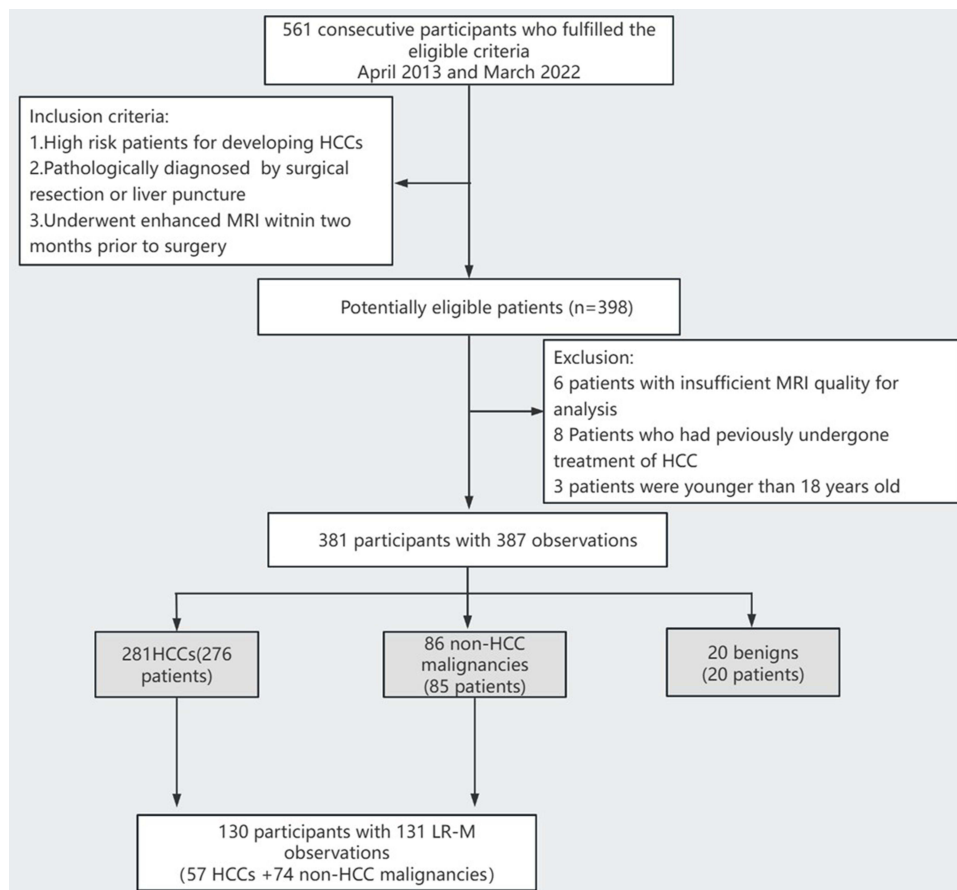 561 consecutive participants who fulfilled the
eligible criteria
April 2013 and March 2022
Inclusion criteria:
1.High risk patients for developing HCCs
2.Pathologically diagnosed by surgical
resection or liver puncture
3.Underwent enhanced MRI witnin two
months prior to surgery
Potentially eligible patients (n=398)
Exclusion:
6 patients with insufficient MRI quality for
analysis
8 Patients who had peviously undergone
treatment of HCC
3 patients were younger than 18 years old
381 participants with 387 observations
281HCCs(276
patients)
86 non-HCC
malignancies
(85 patients)
20 benigns
(20 patients)
130 participants with 131 LR-M
observations
(57 HCCs +74 non-HCC malignancies)